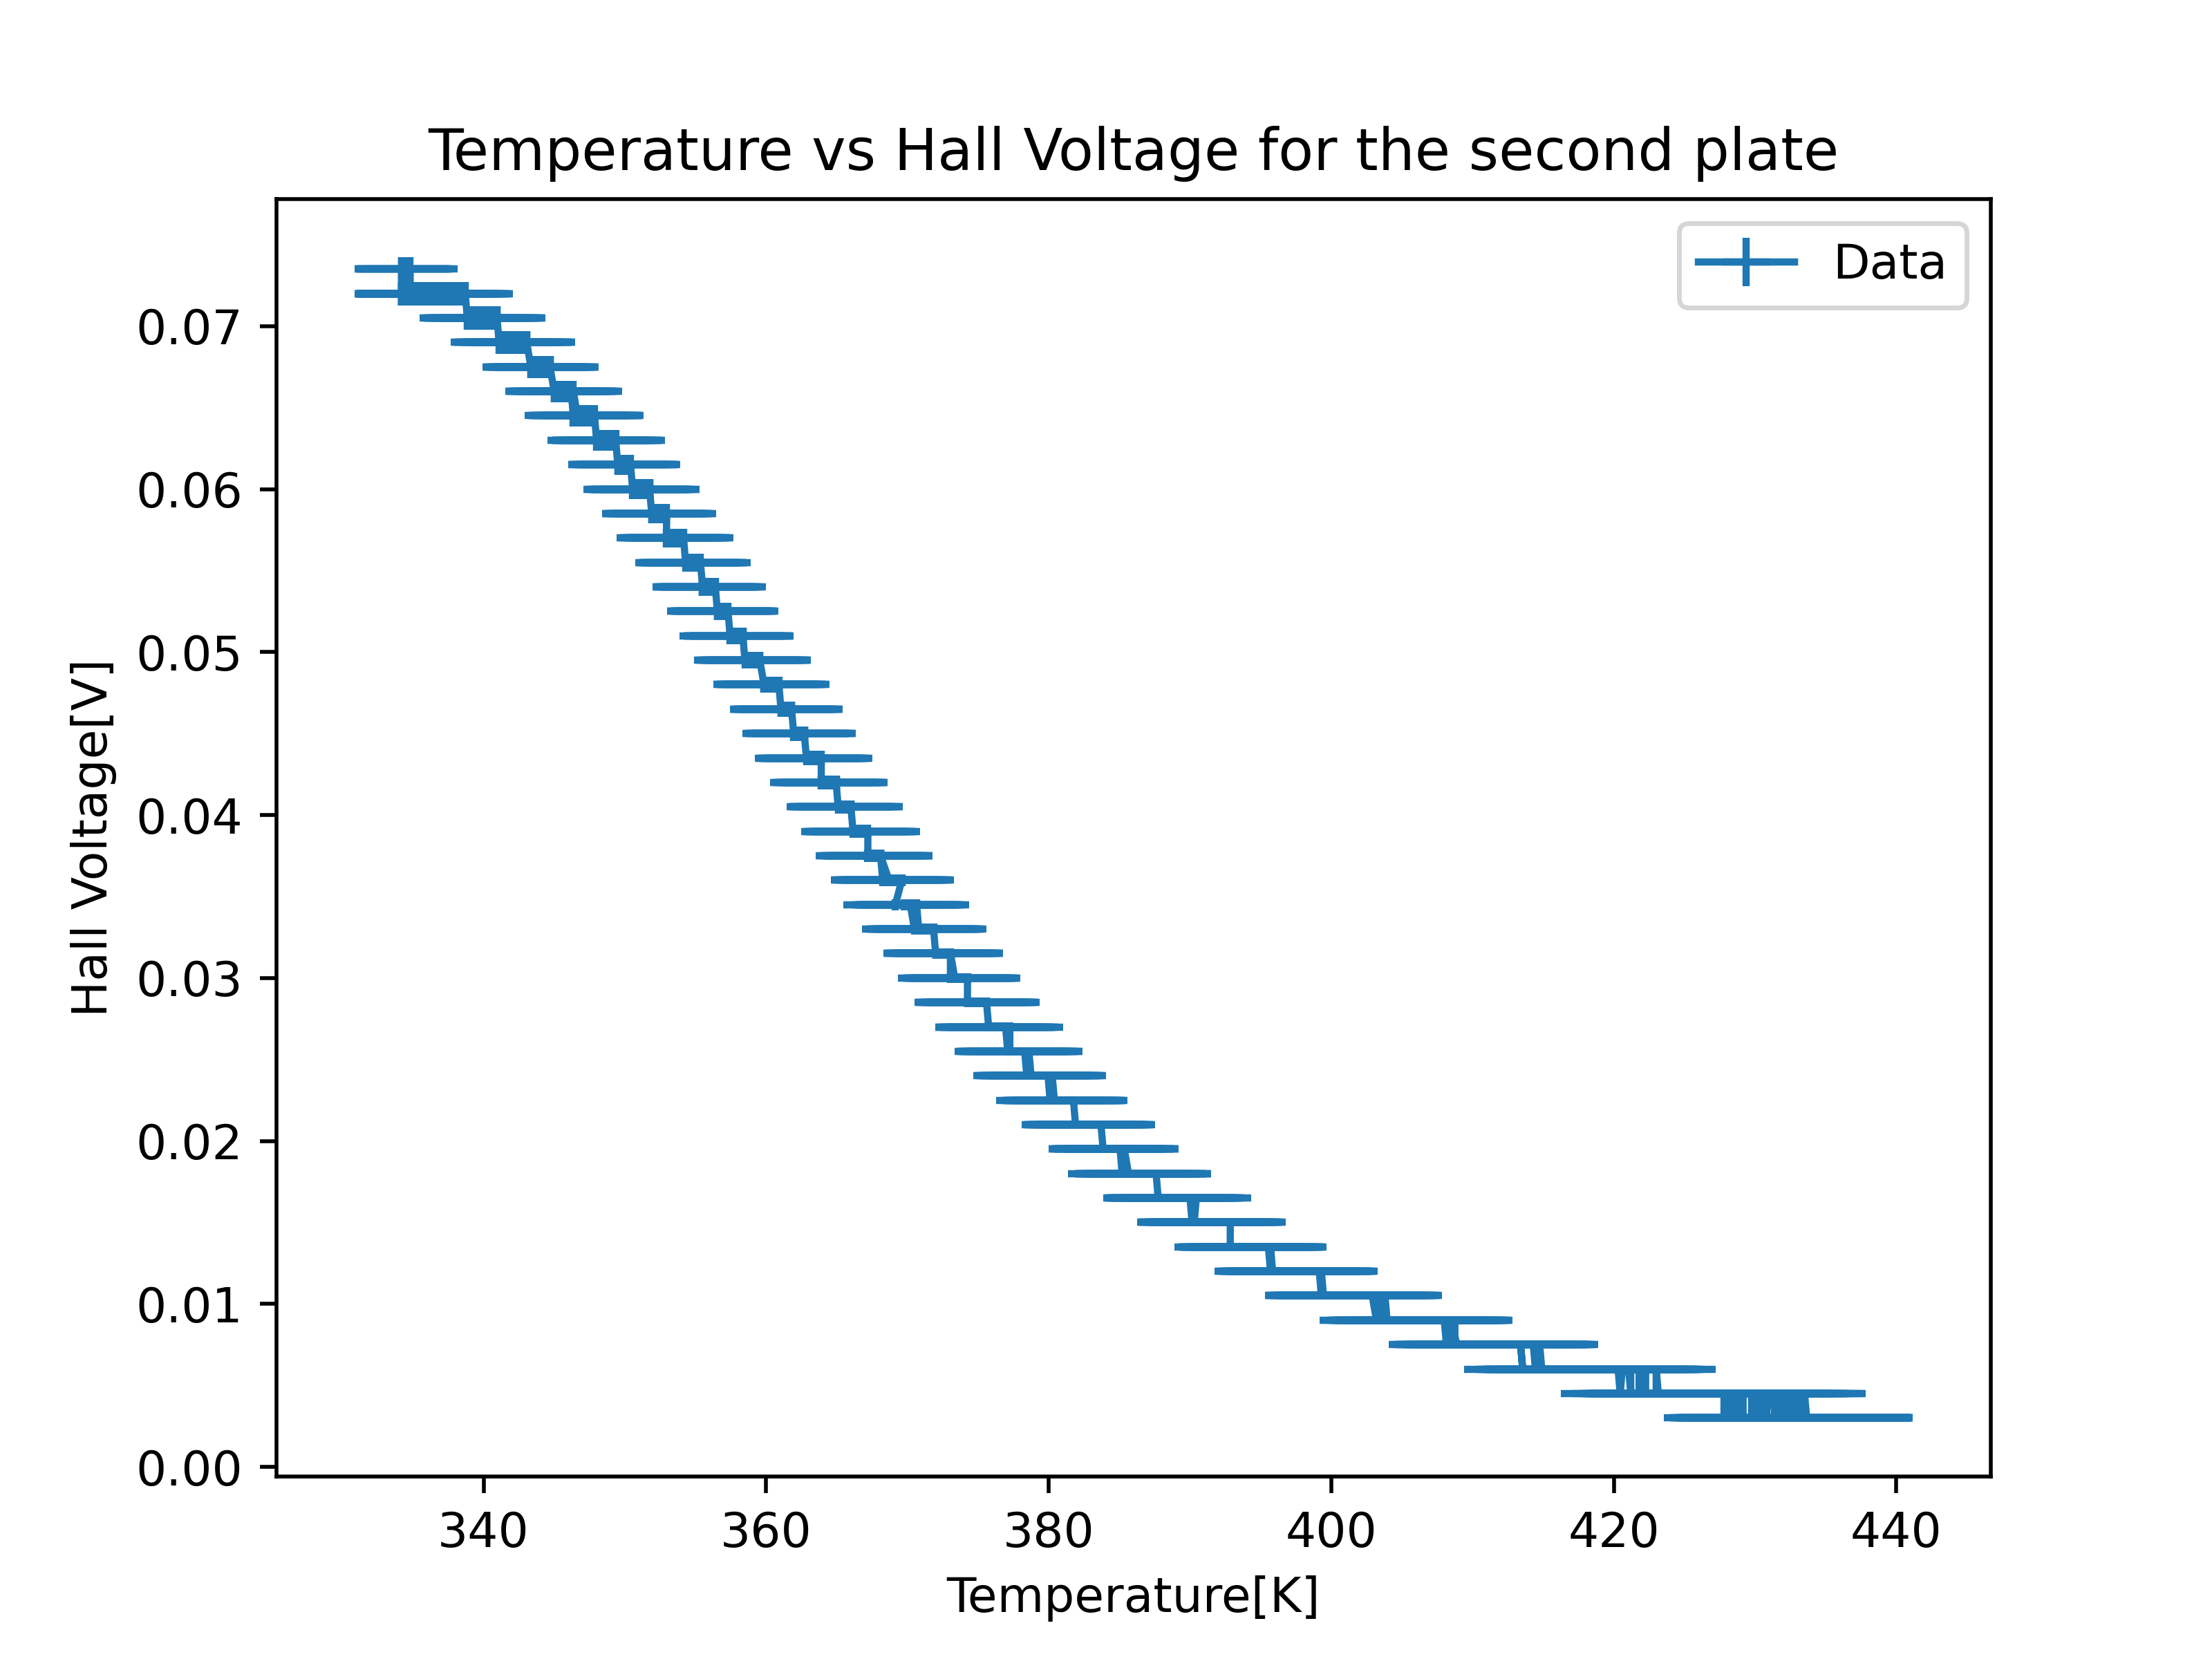 Temperature vs Hall Voltage for the second plate
Data
0.07
0.06
0.05
0.04
0.03
0.02
0.01
0.00
Hall Voltage[V]
340 360 380 400 420 440
Temperature[K]